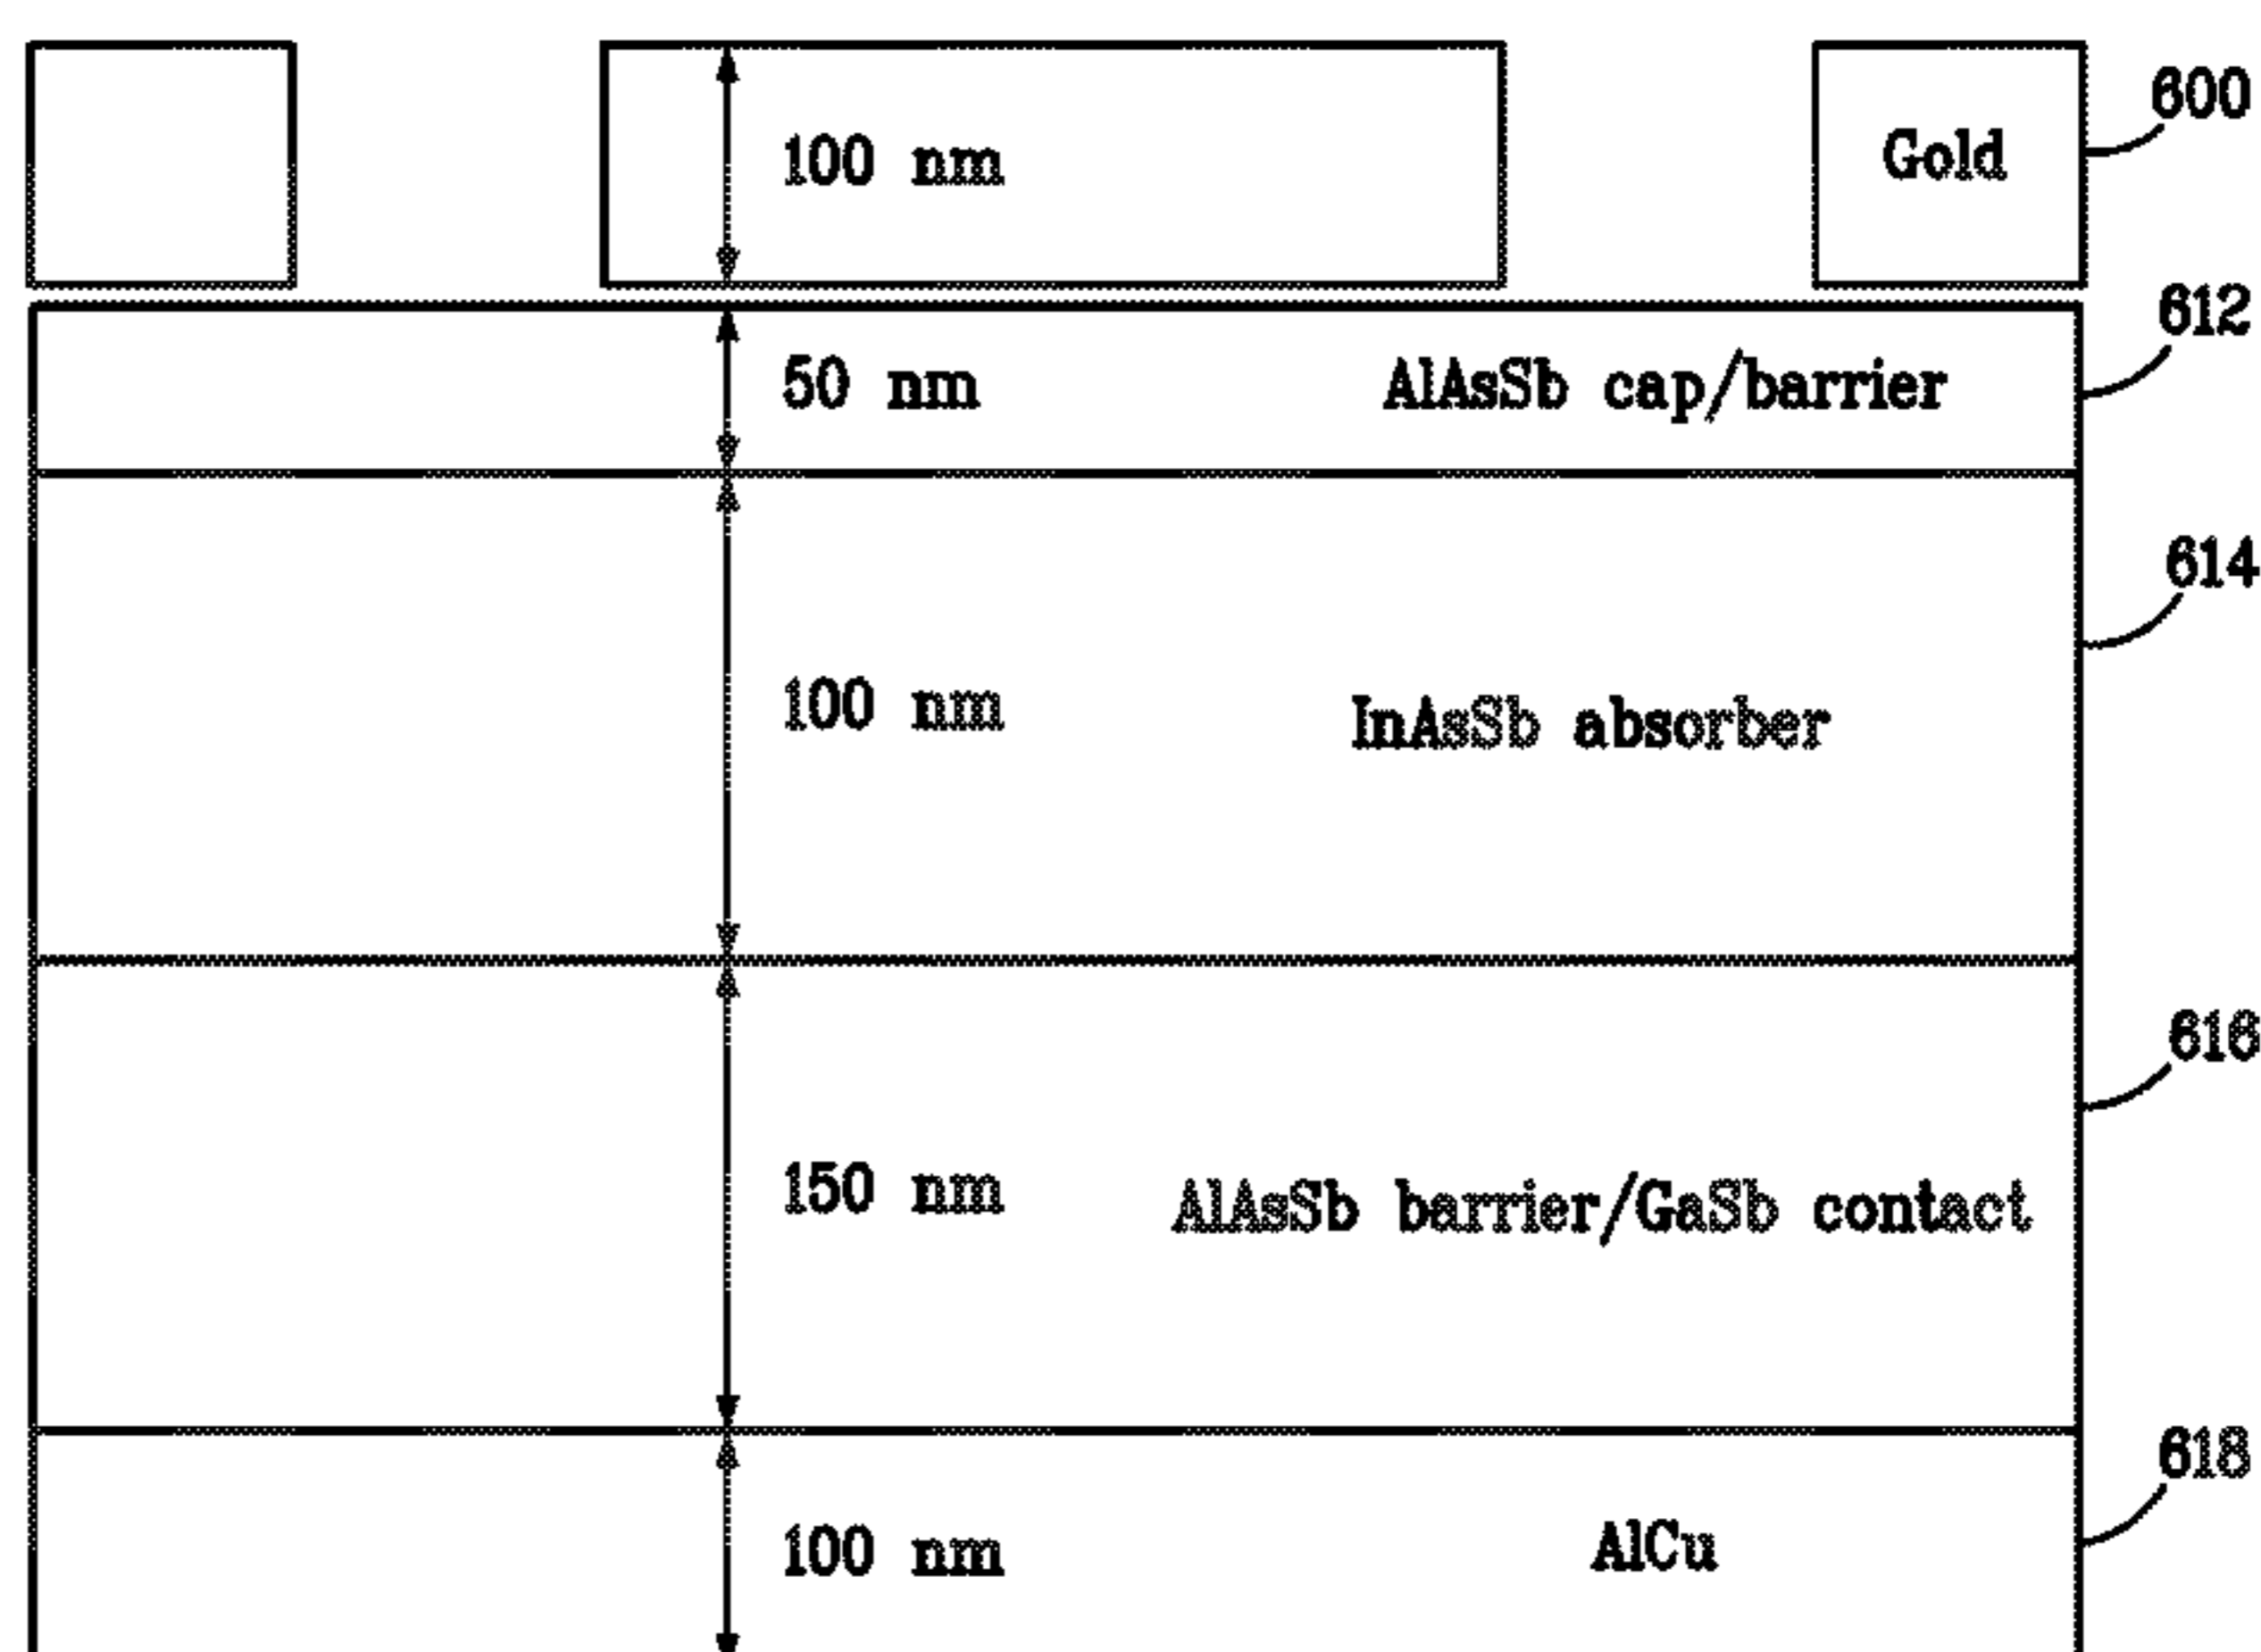 600
100 nm
Gold
612
50 nm AlAsSb cap/barrier
614
100 nm InAsSb absorber
616
150 nm AlAsSb barrier/GaSb contact
618
100 nm AlCu